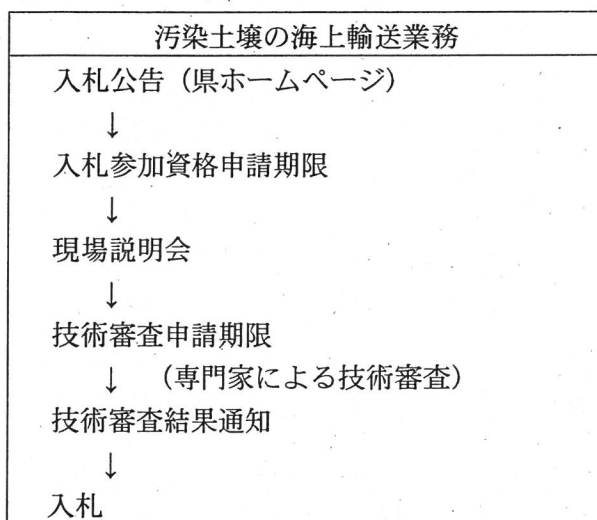 汚染土壌の海上輸送業務
入札公告（県ホームページ）
↓
入札参加資格申請期限
↓
現場説明会
↓
技術審査申請期限
↓ （専門家による技術審査）
技術審査結果通知
↓
入札